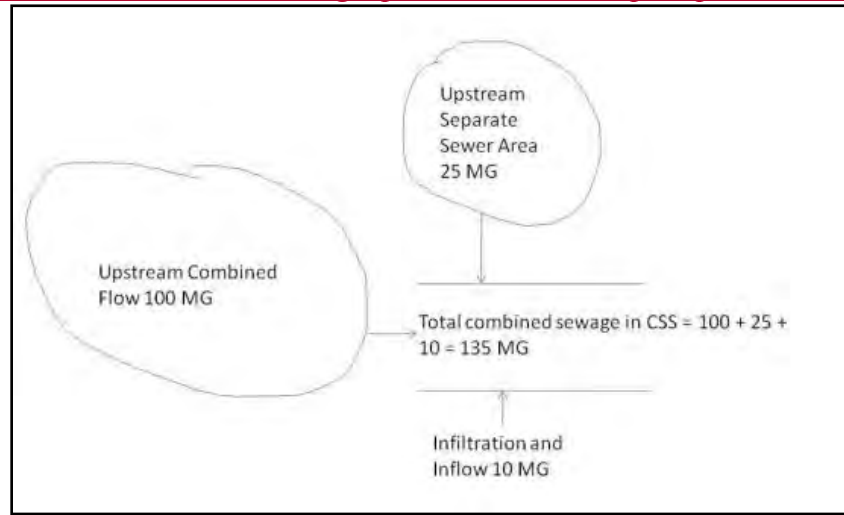 Upstream
Separate
Sewer Area
25 MG
Upstream Combined
Flow 100 MG
Total combined sewage in CSS = 100 + 25 +
10 = 135 MG
Infiltration and
Inflow 10 MG